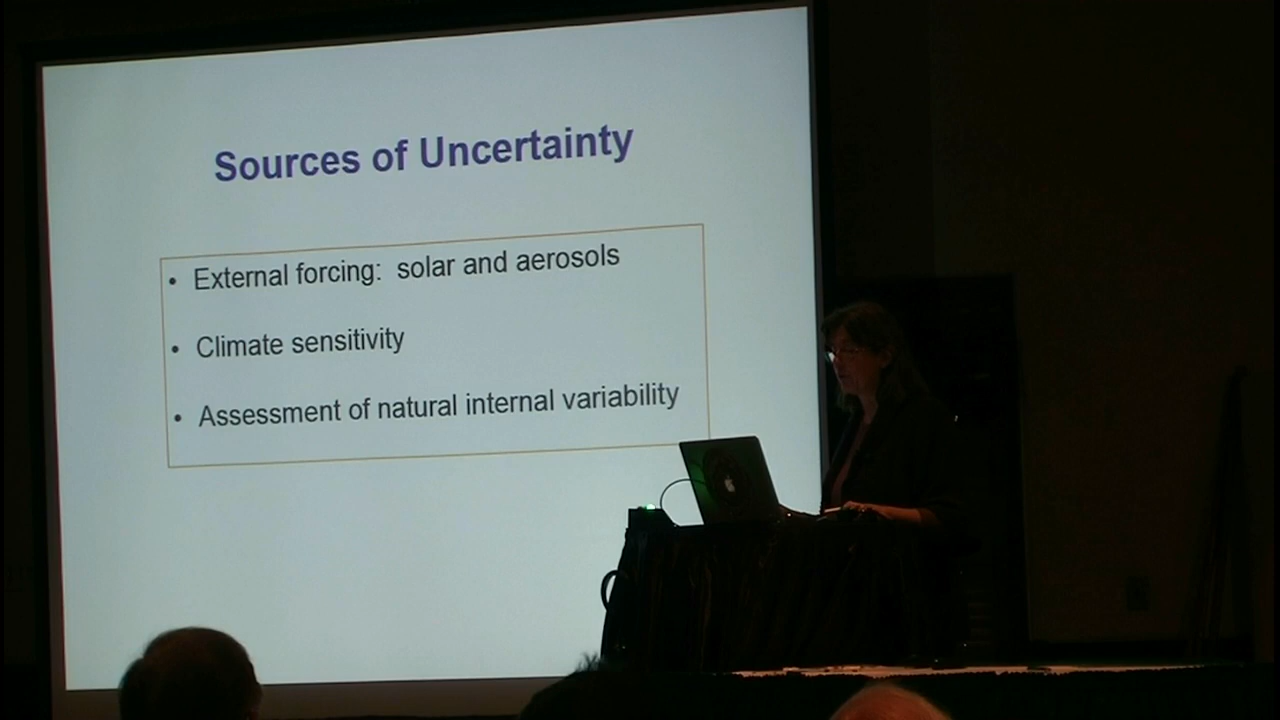 Sources of Uncertainty
• External forcing: solar and aerosols
• Climate sensitivity
• Assessment of natural internal variability